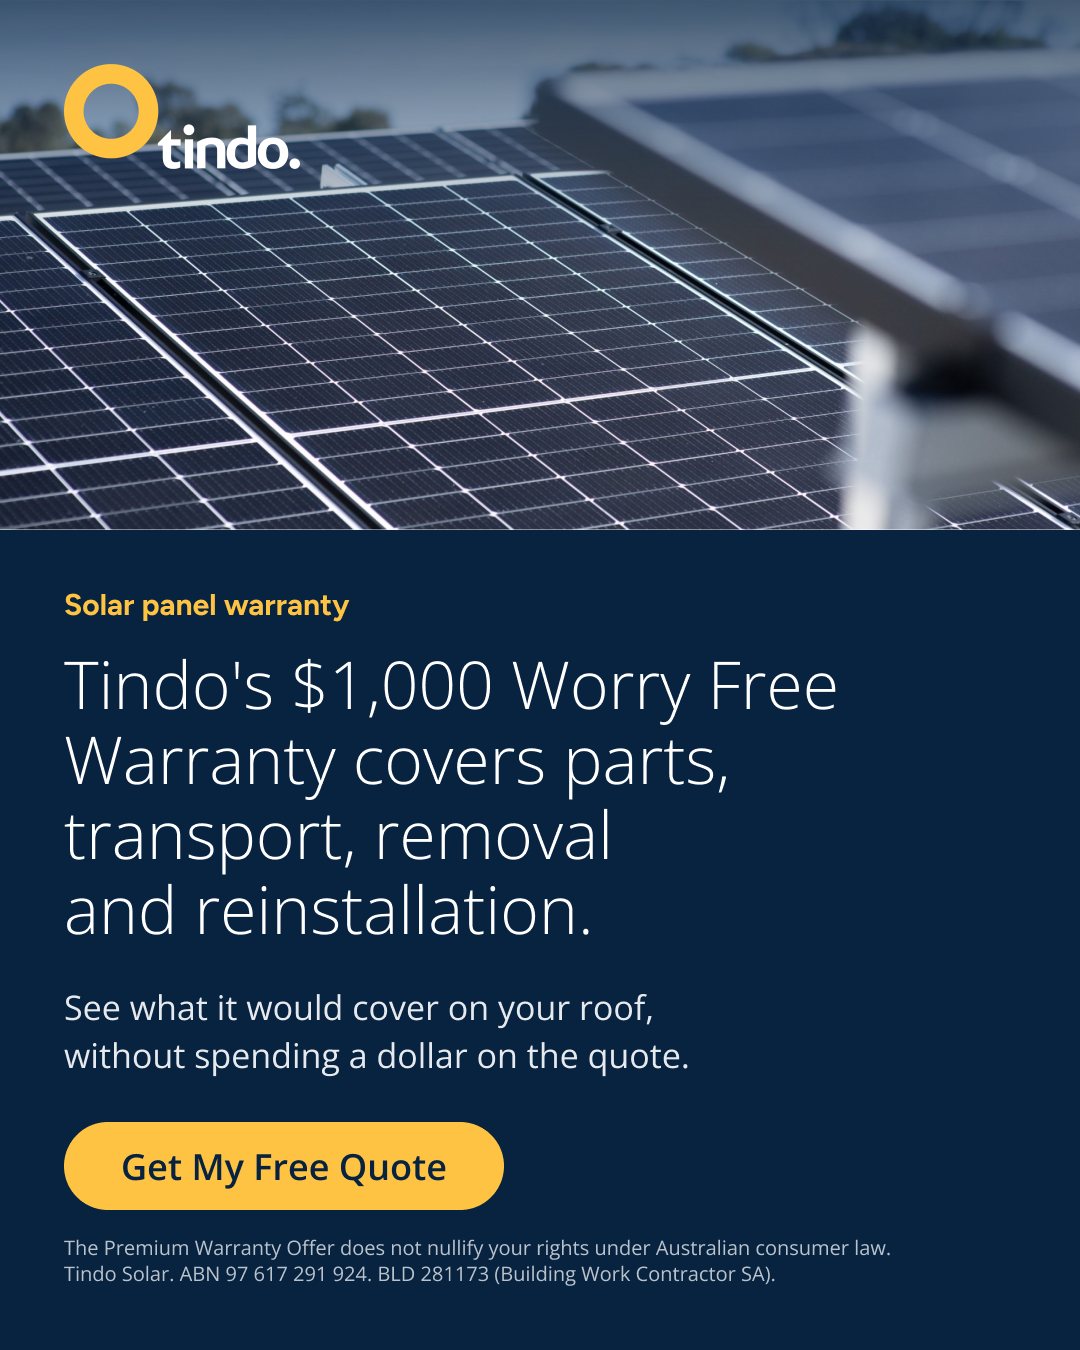 tindo.
Solar panel warranty
Tindo's $1,000 Worry Free
Warranty covers parts,
transport, removal
and reinstallation.
See what it would cover on your roof,
without spending a dollar on the quote.
Get My Free Quote
The Premium Warranty Offer does not nullify your rights under Australian consumer law.
Tindo Solar. ABN 97 617 291 924. BLD 281173 (Building Work Contractor SA).